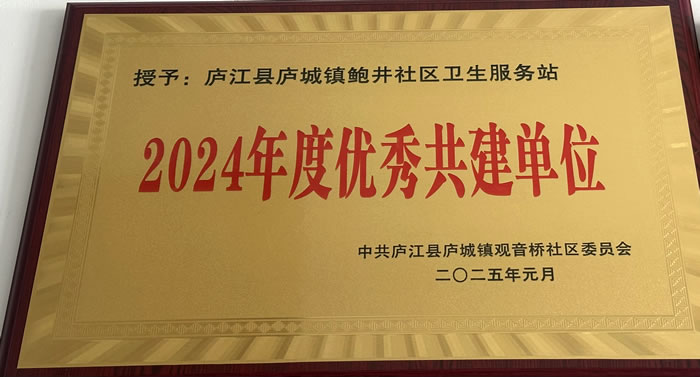 授予：庐江县庐城镇鲍井社区卫生服务站
2024年度优秀共建单位
中共庐江县庐城镇观音桥社区委员会
二〇二五年元月